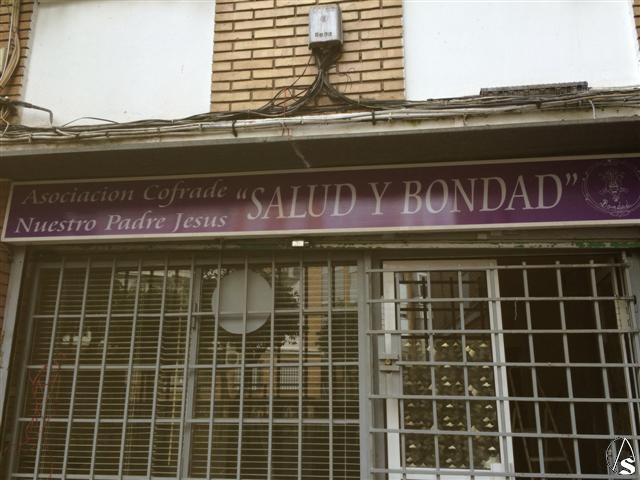 Asociacion Cofrade
Nuestro Padre Jesus
"SALUD Y BONDAD"